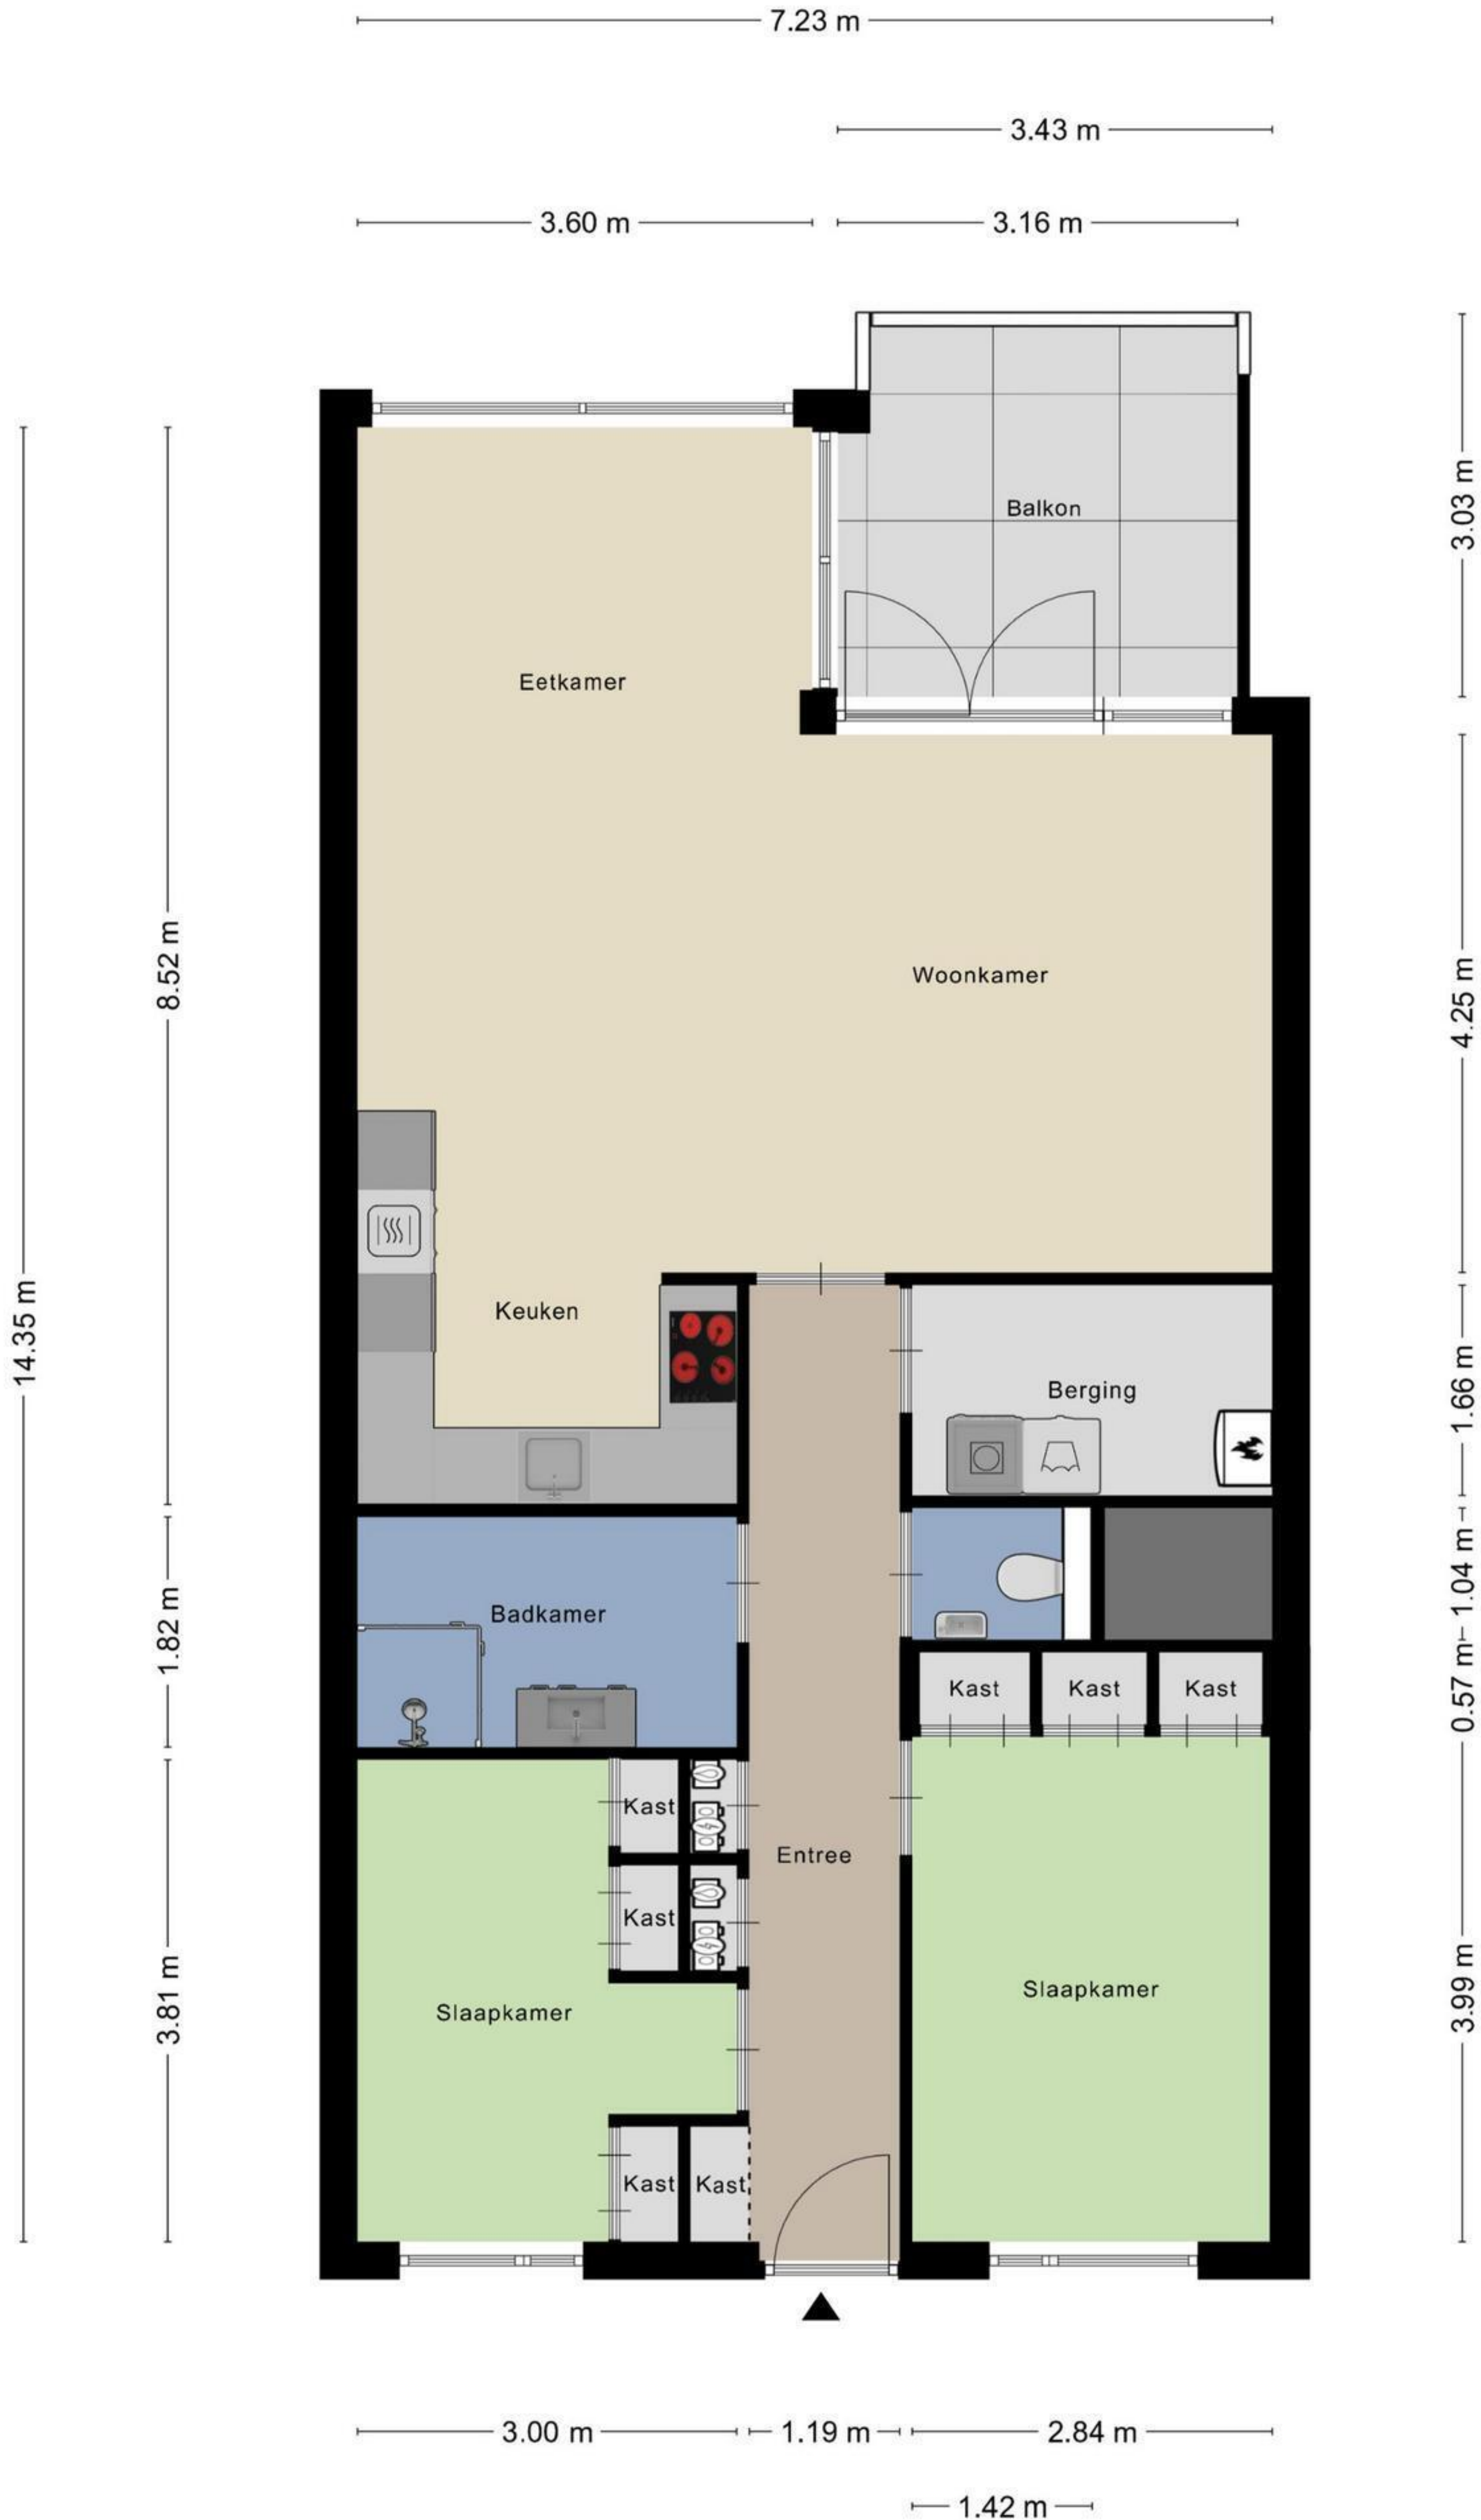 7.23 m
3.43 m
3.60 m
3.16 m
Balkon
3.03 m
Eetkamer
8.52 m
Woonkamer
4.25 m
14.35 m
Keuken
Berging
1.66 m
1.04 m
Badkamer
1.82 m
Kast
Kast
Kast
0.57 m
Kast
Entree
Kast
Slaapkamer
Slaapkamer
3.81 m
3.99 m
Kast
Kast
3.00 m
1.19 m
2.84 m
1.42 m